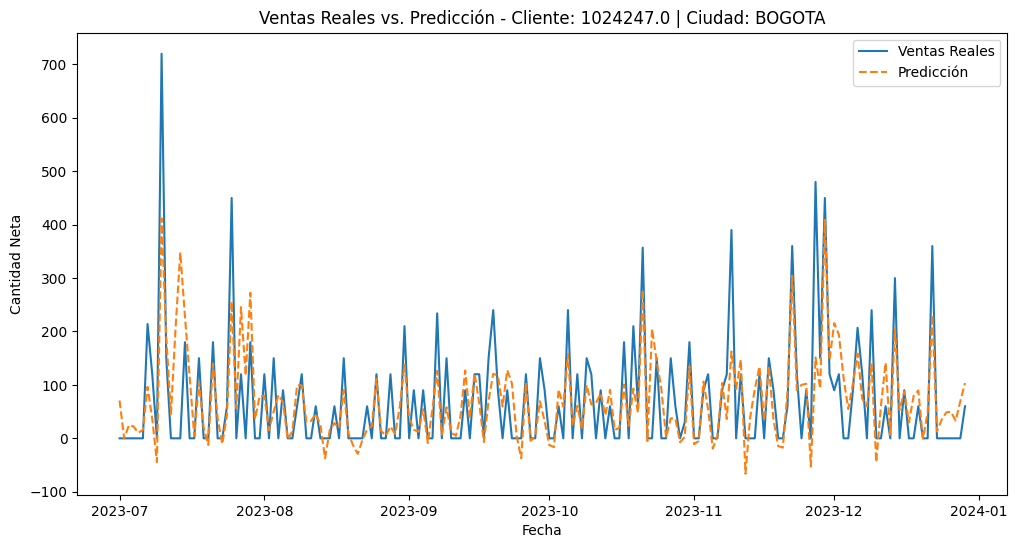 Ventas Reales vs. Predicción - Cliente: 1024247.0 | Ciudad: BOGOTA
Ventas Reales
Predicción
700
600
500
400
300
200
100
0
−100
Cantidad Neta
2023-07 2023-08 2023-09 2023-10 2023-11 2023-12 2024-01
Fecha